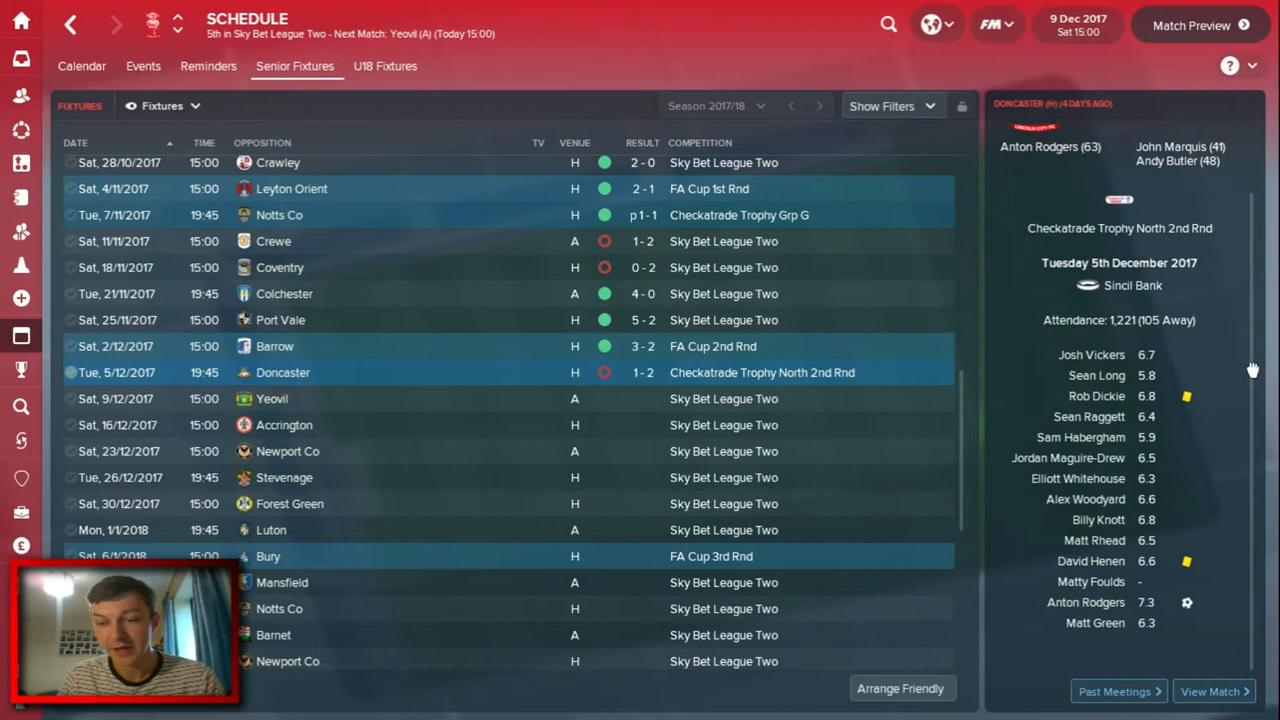 SCHEDULE
5th in Sky Bet League Two - Next Match: Yeovil (A) (Today 15:00)
FM
9 Dec 2017
Sat 15:00
Match Preview
Calendar Events Reminders Senior Fixtures U18 Fixtures
?
FIXTURES Fixtures Season 2017/18 Show Filters
DATE TIME OPPOSITION TV VENUE RESULT COMPETITION
Sat, 28/10/2017 15:00 Crawley H 2 - 0 Sky Bet League Two
Sat, 4/11/2017 15:00 Leyton Orient H 2 - 1 FA Cup 1st Rnd
Tue, 7/11/2017 19:45 Notts Co H p 1 - 1 Checkatrade Trophy Grp G
Sat, 11/11/2017 15:00 Crewe A 1 - 2 Sky Bet League Two
Sat, 18/11/2017 15:00 Coventry H 0 - 2 Sky Bet League Two
Tue, 21/11/2017 19:45 Colchester A 4 - 0 Sky Bet League Two
Sat, 25/11/2017 15:00 Port Vale H 5 - 2 Sky Bet League Two
Sat, 2/12/2017 15:00 Barrow H 3 - 2 FA Cup 2nd Rnd
Tue, 5/12/2017 19:45 Doncaster H 1 - 2 Checkatrade Trophy North 2nd Rnd
Sat, 9/12/2017 15:00 Yeovil A Sky Bet League Two
Sat, 16/12/2017 15:00 Accrington H Sky Bet League Two
Sat, 23/12/2017 15:00 Newport Co A Sky Bet League Two
Tue, 26/12/2017 19:45 Stevenage H Sky Bet League Two
Sat, 30/12/2017 15:00 Forest Green H Sky Bet League Two
Mon, 1/1/2018 19:45 Luton A Sky Bet League Two
Sat, 6/1/2018 15:00 Bury H FA Cup 3rd Rnd
Mansfield A Sky Bet League Two
Notts Co H Sky Bet League Two
Barnet A Sky Bet League Two
Newport Co H Sky Bet League Two
Arrange Friendly
DONCASTER (H) (4 DAYS AGO)
LINCOLN CITY FC
Anton Rodgers (63) John Marquis (41)
Andy Butler (48)
Checkatrade Trophy North 2nd Rnd
Tuesday 5th December 2017
Sincil Bank
Attendance: 1,221 (105 Away)
Josh Vickers 6.7
Sean Long 5.8
Rob Dickie 6.8
Sean Raggett 6.4
Sam Habergham 5.9
Jordan Maguire-Drew 6.5
Elliott Whitehouse 6.3
Alex Woodyard 6.6
Billy Knott 6.8
Matt Rhead 6.5
David Henen 6.6
Matty Foulds -
Anton Rodgers 7.3
Matt Green 6.3
Past Meetings View Match